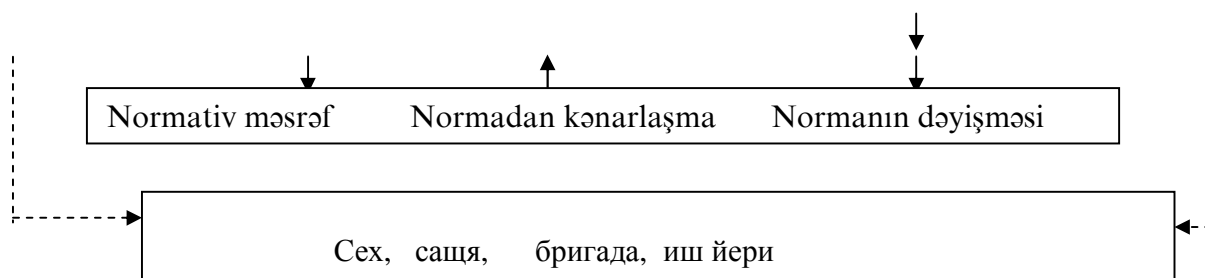 Normativ məsrəf Normadan kənarlaşma Normanın dəyişməsi
Сех, сащя, бригада, иш йери